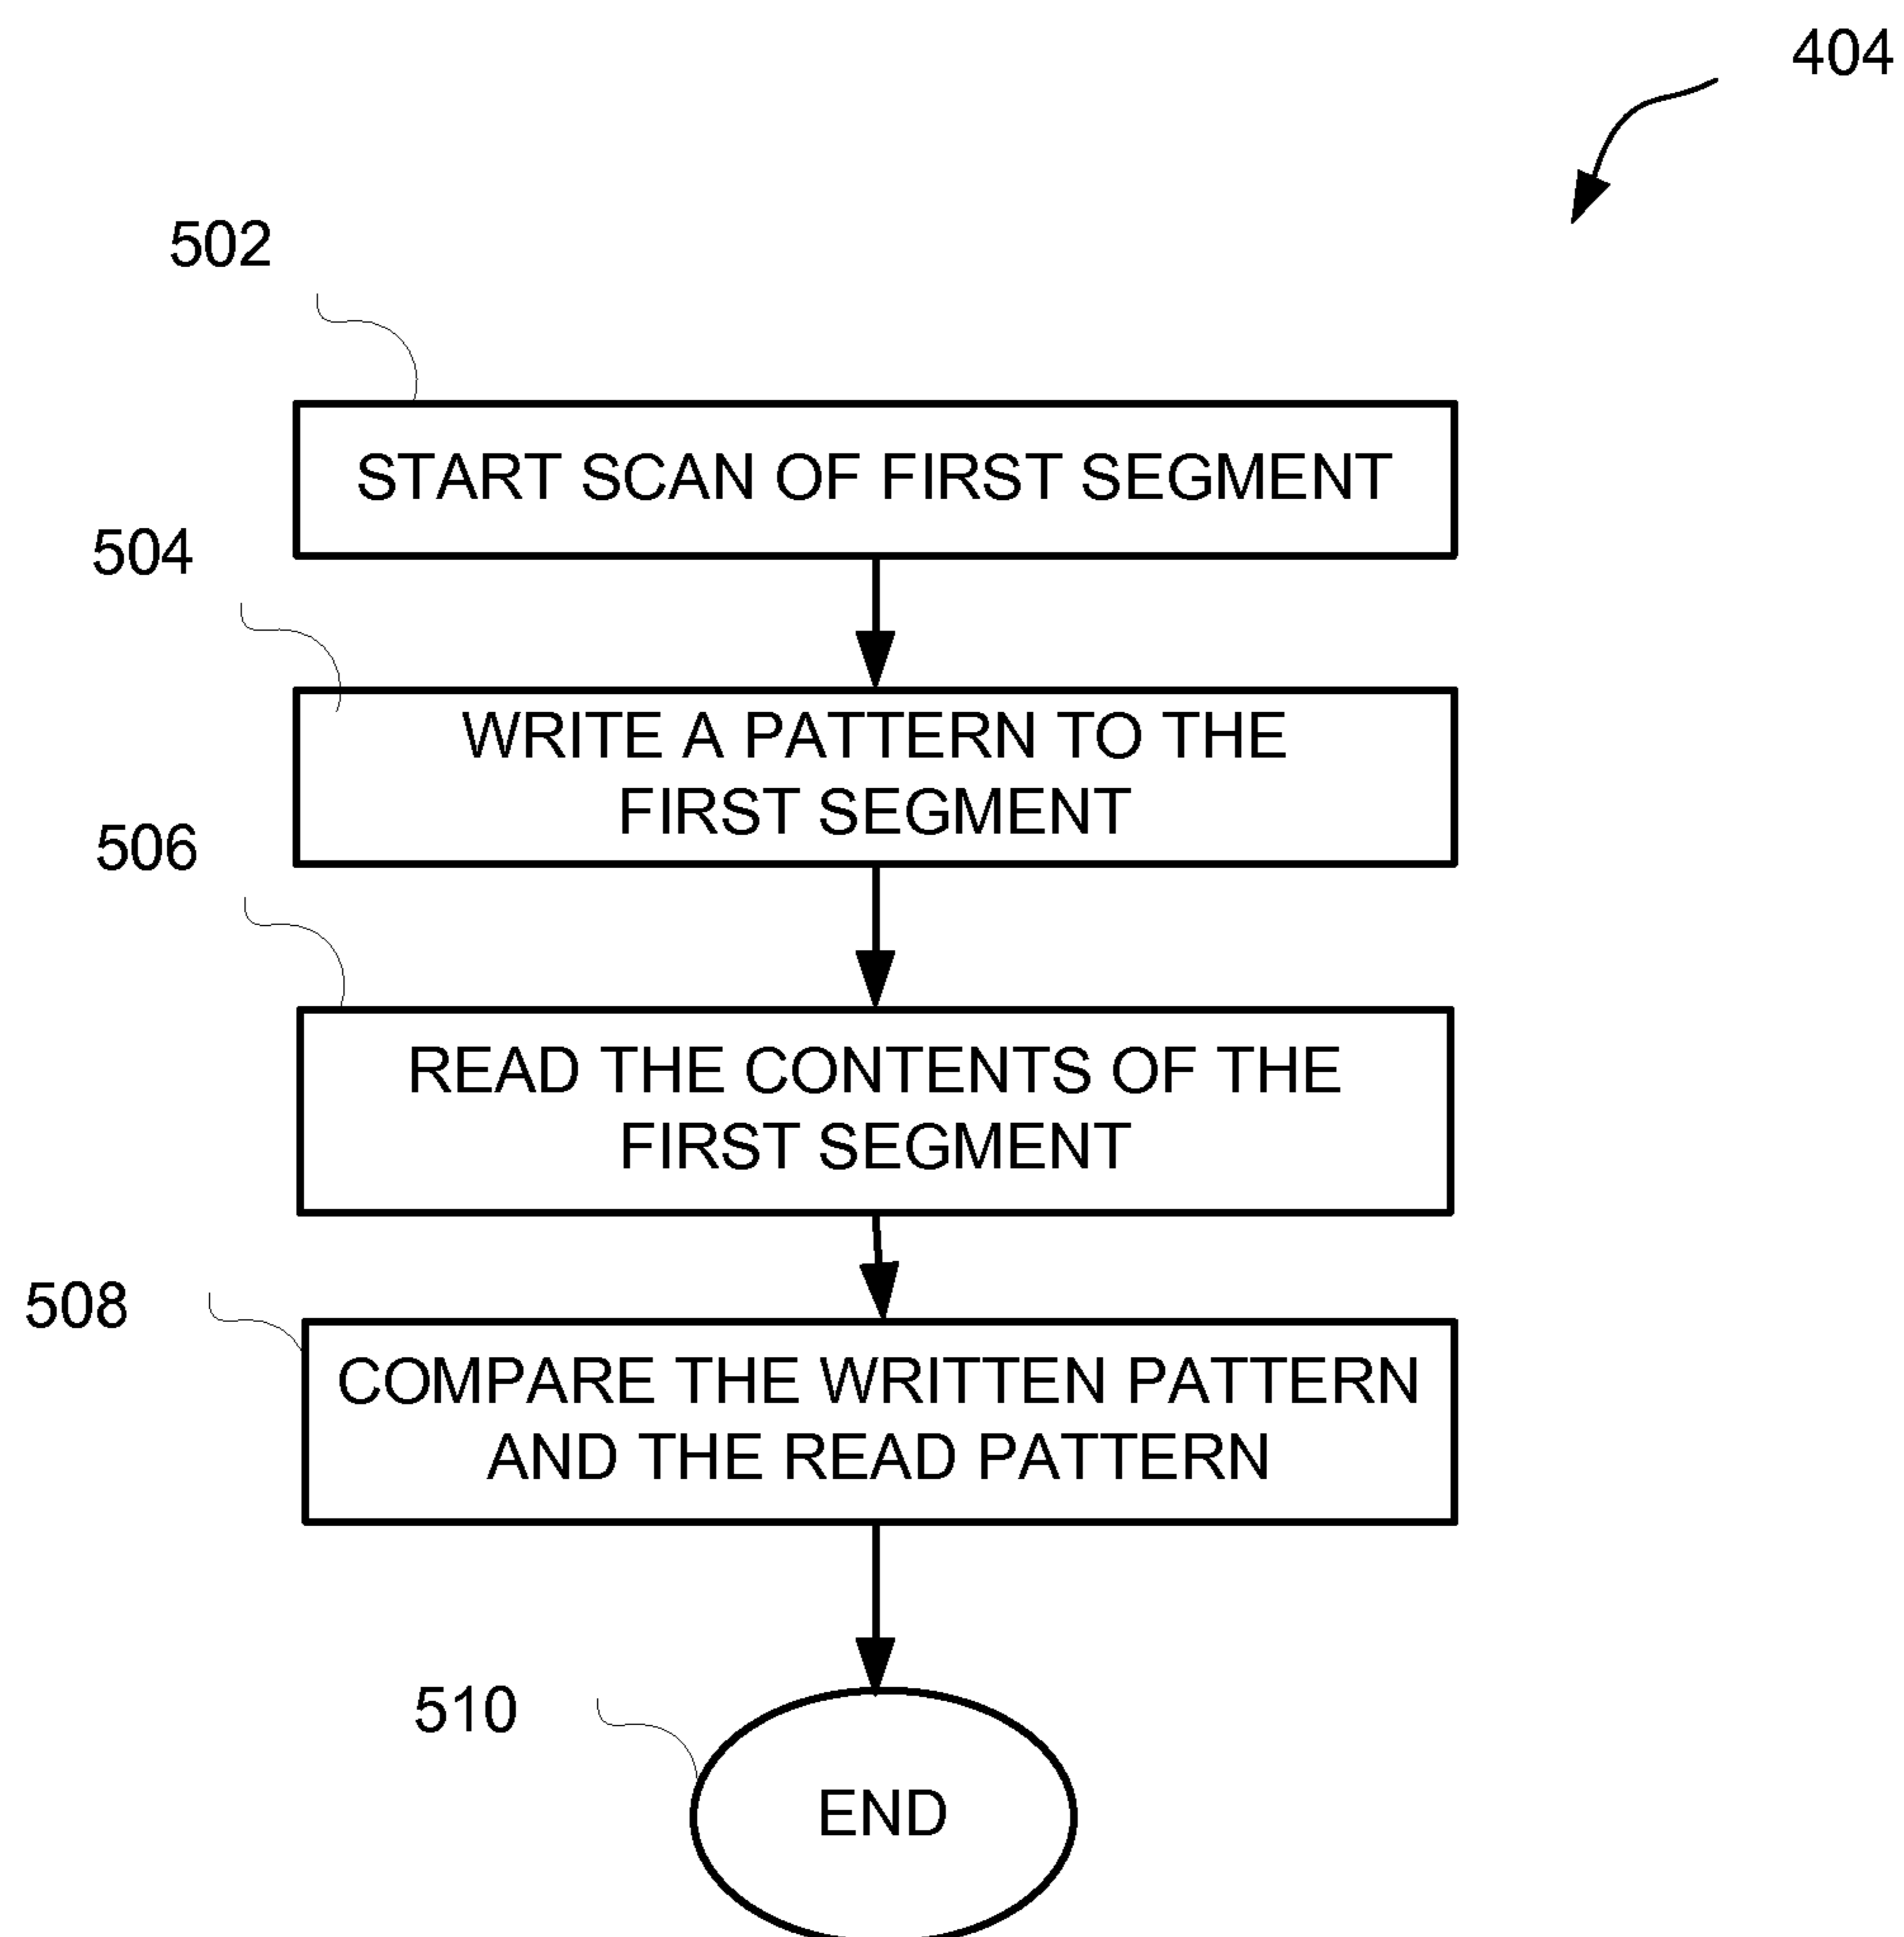 404
502
START SCAN OF FIRST SEGMENT
504
WRITE A PATTERN TO THE
FIRST SEGMENT
506
READ THE CONTENTS OF THE
FIRST SEGMENT
508
COMPARE THE WRITTEN PATTERN
AND THE READ PATTERN
510
END